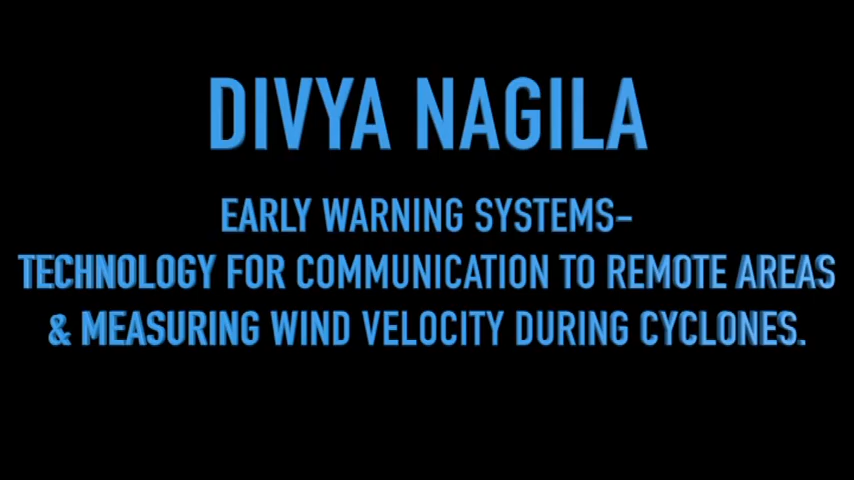 DIVYA NAGILA
EARLY WARNING SYSTEMS-
TECHNOLOGY FOR COMMUNICATION TO REMOTE AREAS
& MEASURING WIND VELOCITY DURING CYCLONES.